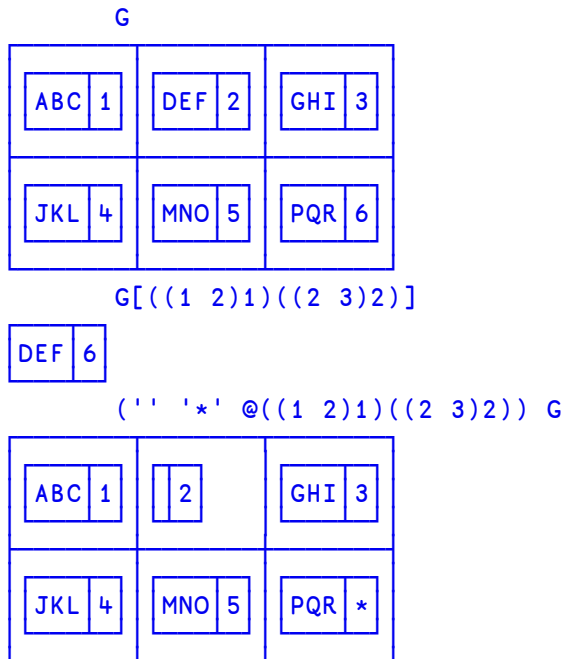 G
ABC 1 DEF 2 GHI 3
JKL 4 MNO 5 PQR 6
G[((1 2)1)((2 3)2)]
DEF 6
('' '*' @((1 2)1)((2 3)2)) G
ABC 1 2 GHI 3
JKL 4 MNO 5 PQR *